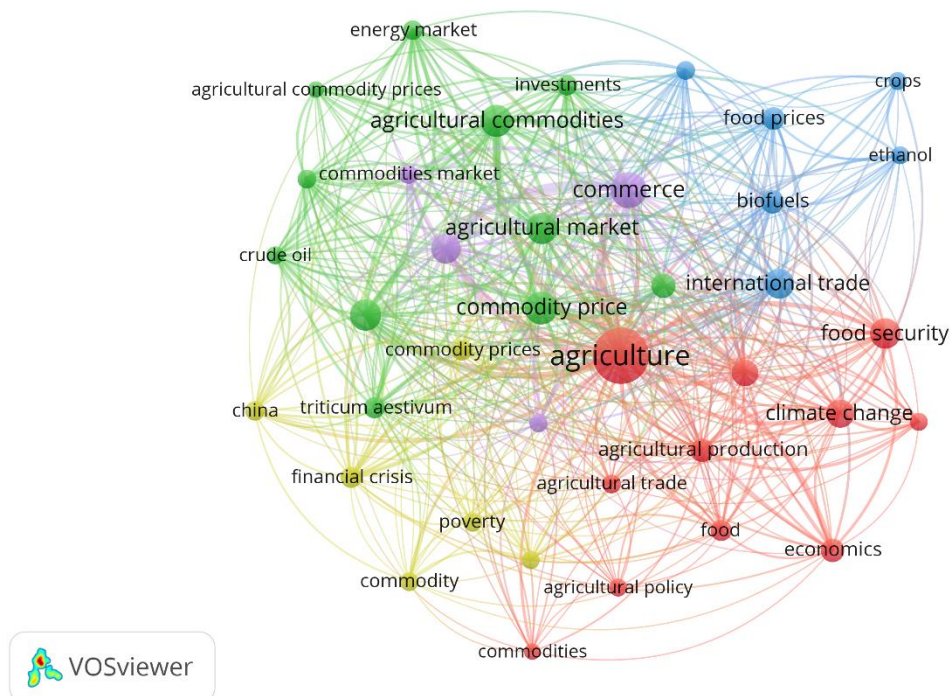 energy market
agricultural commodity prices
investments
crops
agricultural commodities
food prices
ethanol
commodities market
commerce
biofuels
agricultural market
crude oil
international trade
commodity price
food security
commodity prices
agriculture
china
triticum aestivum
climate change
agricultural production
financial crisis
agricultural trade
poverty
food
economics
commodity
agricultural policy
commodities
VOSviewer